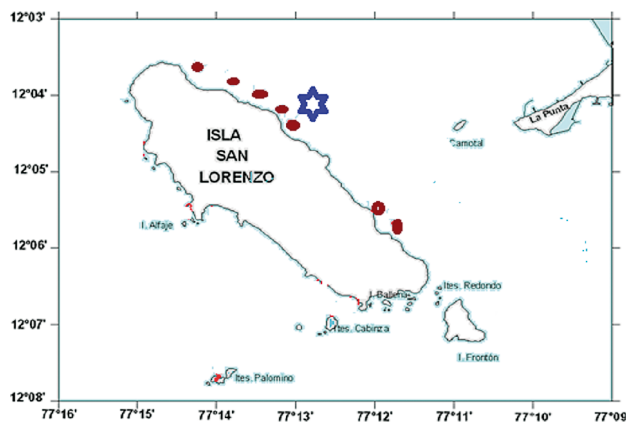 12°03'
12°04'
La Punta
ISLA
Camotal
SAN
12°05'
LORENZO
I. Alfaje
12°06'
I. Ballena
Ites. Redondo
12°07'
Ites. Cabinza
I. Frontón
Ites. Palomino
12°08'
77°16' 77°15' 77°14' 77°13' 77°12' 77°11' 77°10' 77°09'